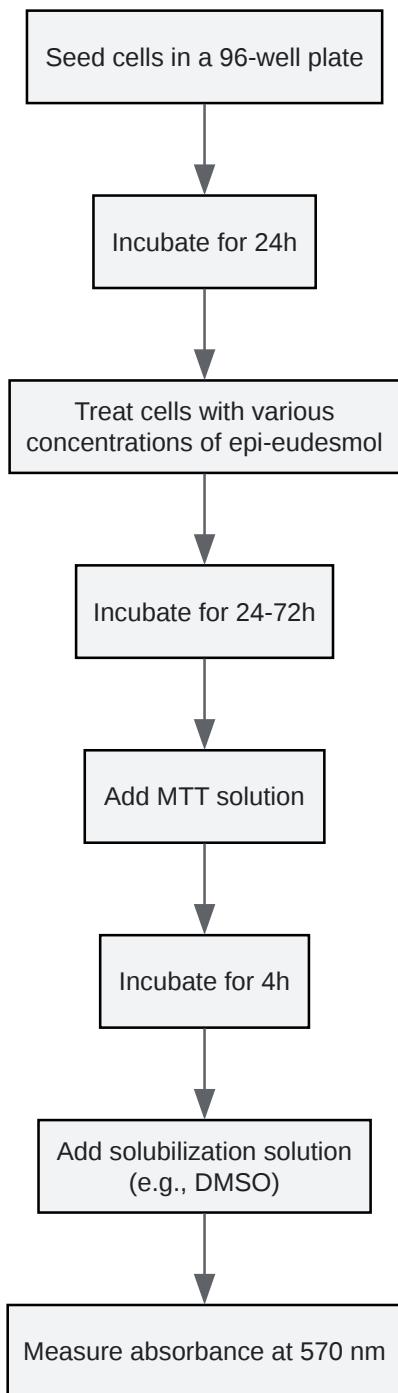 Seed cells in a 96-well plate
Incubate for 24h
Treat cells with various
concentrations of epi-eudesmol
Incubate for 24-72h
Add MTT solution
Incubate for 4h
Add solubilization solution
(e.g., DMSO)
Measure absorbance at 570 nm